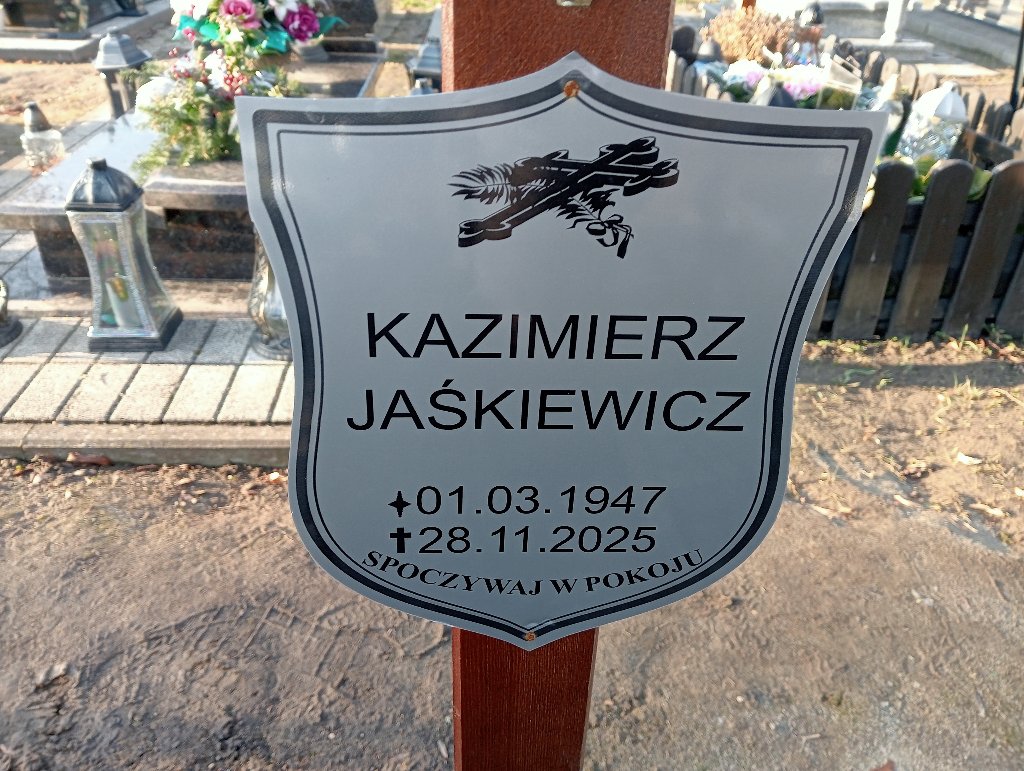 KAZIMIERZ
JAŚKIEWICZ
✦01.03.1947
✝28.11.2025
SPOCZYWAJ W POKOJU